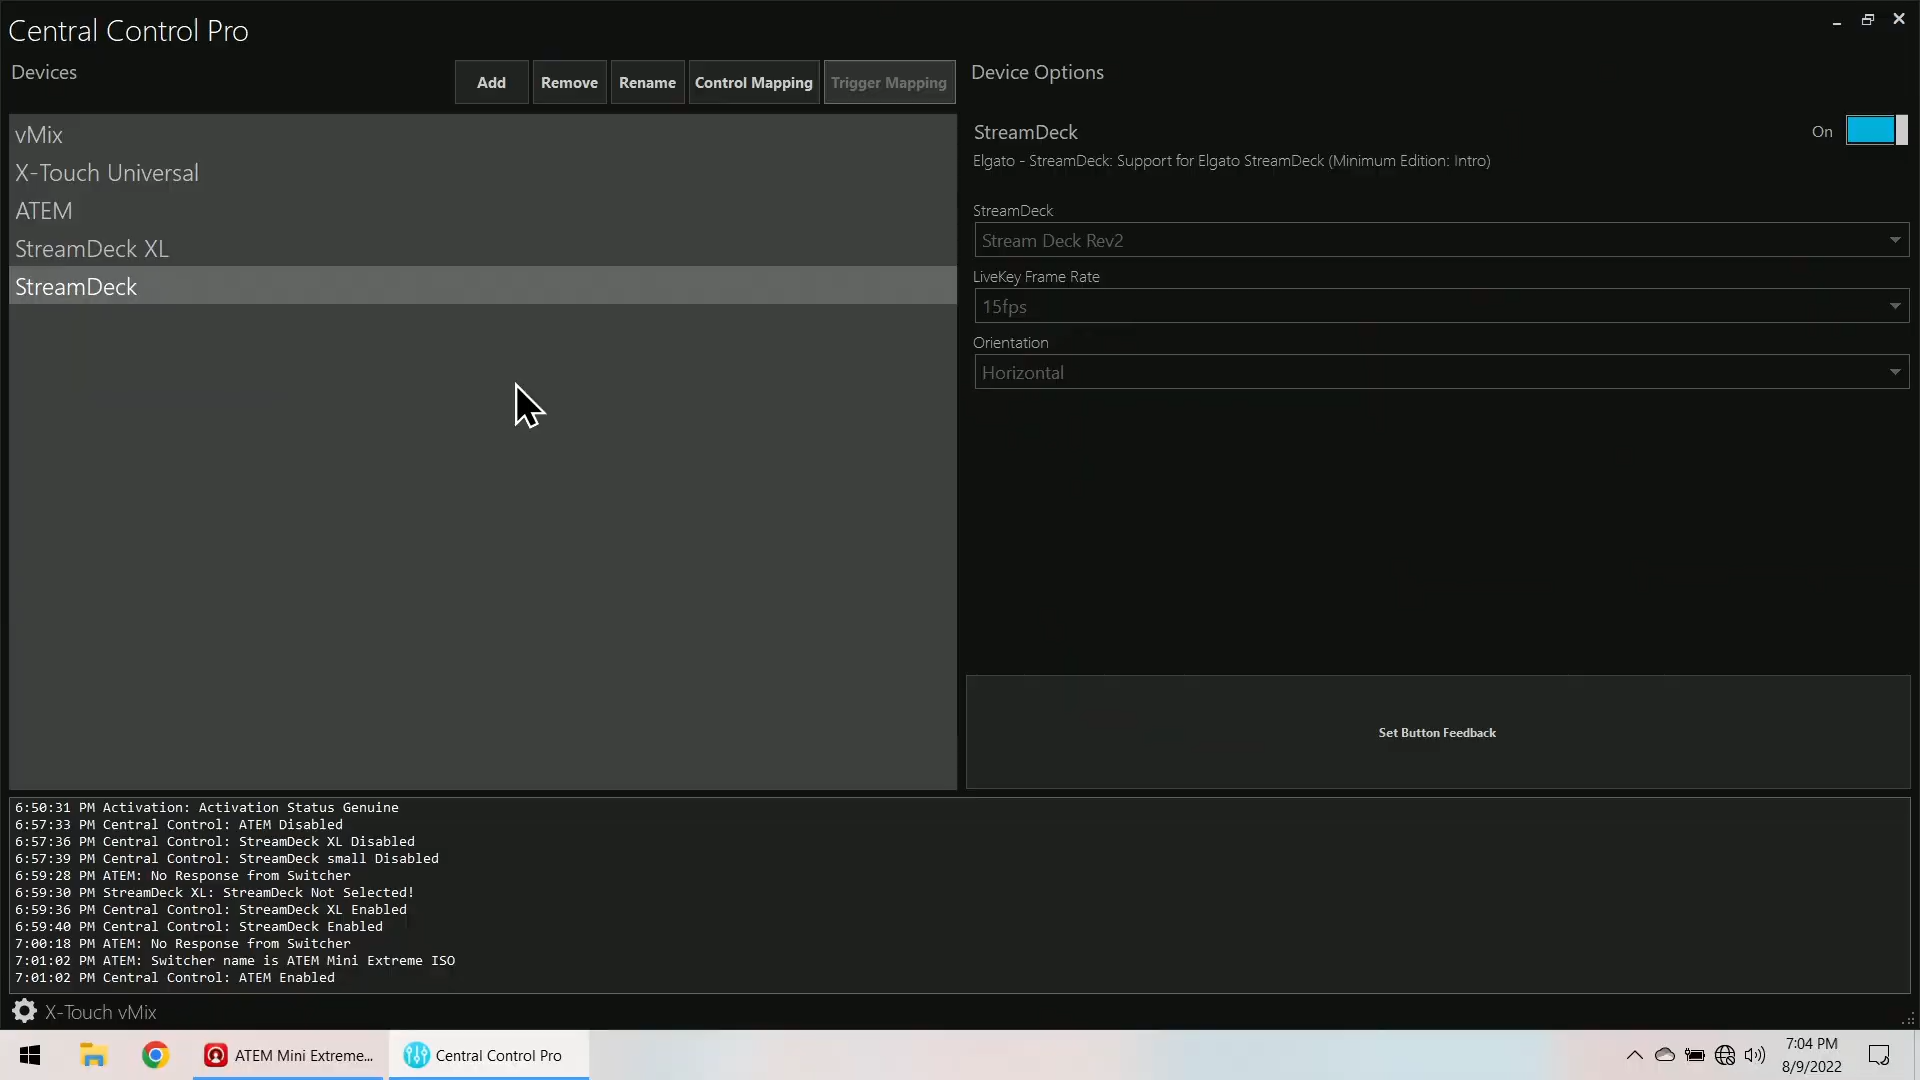 Central Control Pro
Devices
Add
Remove
Rename
Control Mapping
Trigger Mapping
Device Options
vMix
X-Touch Universal
ATEM
StreamDeck XL
StreamDeck
StreamDeck
On
Elgato - StreamDeck: Support for Elgato StreamDeck (Minimum Edition: Intro)
StreamDeck
Stream Deck Rev2
LiveKey Frame Rate
15fps
Orientation
Horizontal
Set Button Feedback
6:50:31 PM Activation: Activation Status Genuine
6:57:33 PM Central Control: ATEM Disabled
6:57:36 PM Central Control: StreamDeck XL Disabled
6:57:39 PM Central Control: StreamDeck small Disabled
6:59:28 PM ATEM: No Response from Switcher
6:59:30 PM StreamDeck XL: StreamDeck Not Selected!
6:59:36 PM Central Control: StreamDeck XL Enabled
6:59:40 PM Central Control: StreamDeck Enabled
7:00:18 PM ATEM: No Response from Switcher
7:01:02 PM ATEM: Switcher name is ATEM Mini Extreme ISO
7:01:02 PM Central Control: ATEM Enabled
X-Touch vMix
ATEM Mini Extreme...
Central Control Pro
7:04 PM
8/9/2022